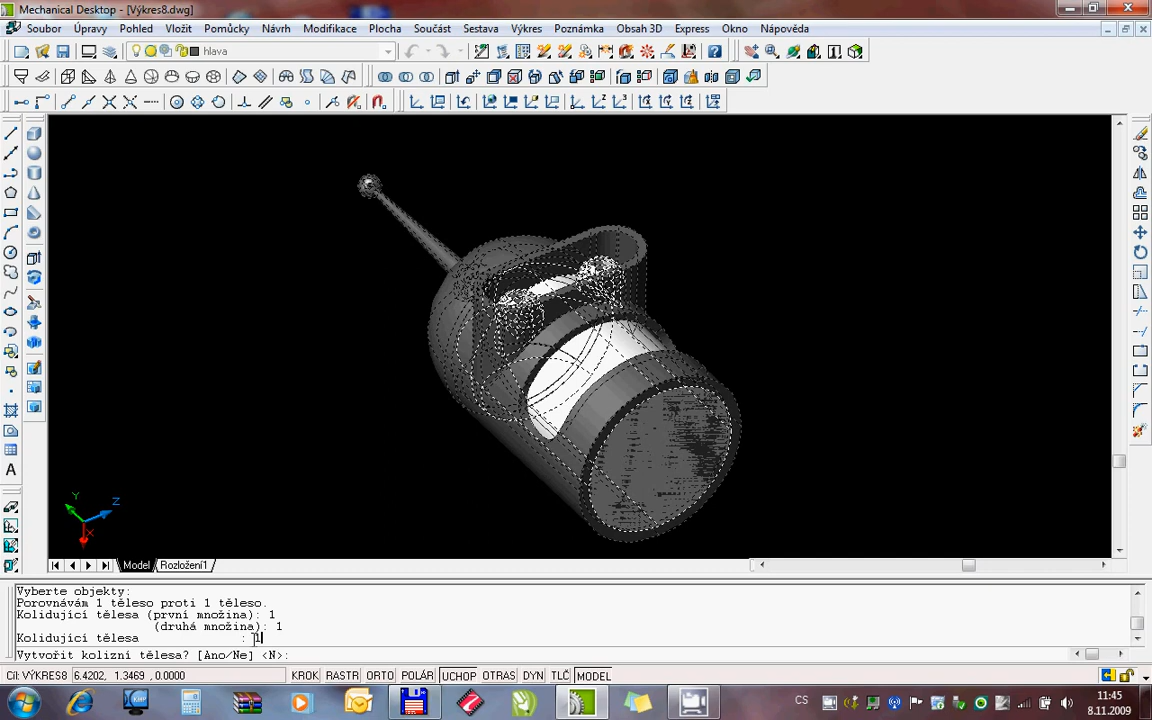 Mechanical Desktop - [Výkres8.dwg]
Soubor Úpravy Pohled Vložit Pomůcky Návrh Modifikace Plocha Součást Sestava Výkres Poznámka Obsah 3D Express Okno Nápověda
hlava
Y
Z
X
Model Rozložení1
Vyberte objekty:
Porovnávám 1 těleso proti 1 těleso.
Kolidující tělesa (první množina): 1
(druhá množina): 1
Kolidující tělesa : 1
Vytvořit kolizní tělesa? [Ano/Ne] <N>:
Cíl: VÝKRES8 6.4202, 1.3469 ,0.0000 KROK RASTR ORTO POLÁR UCHOP OTRAS DYN TLČ MODEL
CS 11:45
8.11.2009